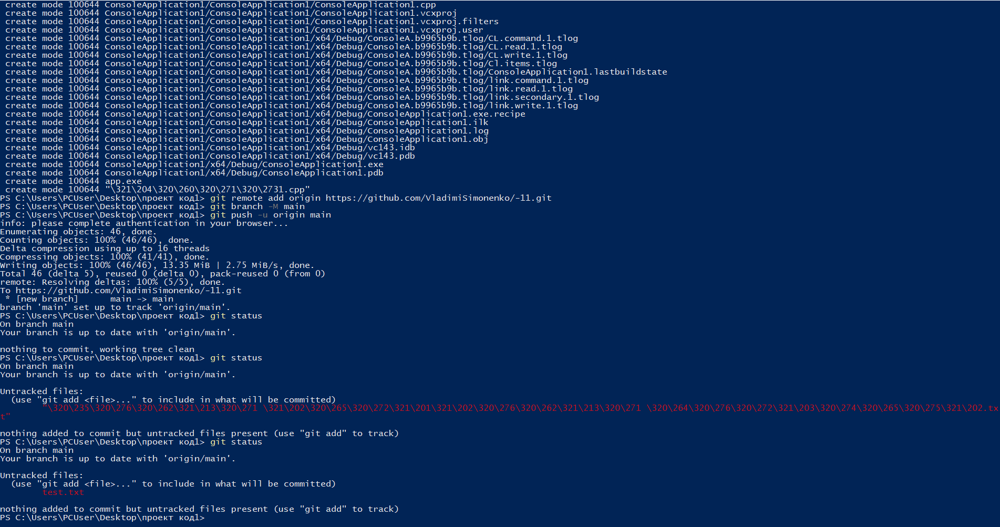 create mode 100644 ConsoleApplication1/ConsoleApplication1/ConsoleApplication1.cpp
create mode 100644 ConsoleApplication1/ConsoleApplication1/ConsoleApplication1.vcxproj
create mode 100644 ConsoleApplication1/ConsoleApplication1/ConsoleApplication1.vcxproj.filters
create mode 100644 ConsoleApplication1/ConsoleApplication1/ConsoleApplication1.vcxproj.user
create mode 100644 ConsoleApplication1/ConsoleApplication1/x64/Debug/ConsoleA.b9965b9b.tlog/CL.command.1.tlog
create mode 100644 ConsoleApplication1/ConsoleApplication1/x64/Debug/ConsoleA.b9965b9b.tlog/CL.read.1.tlog
create mode 100644 ConsoleApplication1/ConsoleApplication1/x64/Debug/ConsoleA.b9965b9b.tlog/CL.write.1.tlog
create mode 100644 ConsoleApplication1/ConsoleApplication1/x64/Debug/ConsoleA.b9965b9b.tlog/Cl.items.tlog
create mode 100644 ConsoleApplication1/ConsoleApplication1/x64/Debug/ConsoleA.b9965b9b.tlog/ConsoleApplication1.lastbuildstate
create mode 100644 ConsoleApplication1/ConsoleApplication1/x64/Debug/ConsoleA.b9965b9b.tlog/link.command.1.tlog
create mode 100644 ConsoleApplication1/ConsoleApplication1/x64/Debug/ConsoleA.b9965b9b.tlog/link.read.1.tlog
create mode 100644 ConsoleApplication1/ConsoleApplication1/x64/Debug/ConsoleA.b9965b9b.tlog/link.secondary.1.tlog
create mode 100644 ConsoleApplication1/ConsoleApplication1/x64/Debug/ConsoleA.b9965b9b.tlog/link.write.1.tlog
create mode 100644 ConsoleApplication1/ConsoleApplication1/x64/Debug/ConsoleApplication1.exe.recipe
create mode 100644 ConsoleApplication1/ConsoleApplication1/x64/Debug/ConsoleApplication1.ilk
create mode 100644 ConsoleApplication1/ConsoleApplication1/x64/Debug/ConsoleApplication1.log
create mode 100644 ConsoleApplication1/ConsoleApplication1/x64/Debug/ConsoleApplication1.obj
create mode 100644 ConsoleApplication1/ConsoleApplication1/x64/Debug/vc143.idb
create mode 100644 ConsoleApplication1/ConsoleApplication1/x64/Debug/vc143.pdb
create mode 100644 ConsoleApplication1/x64/Debug/ConsoleApplication1.exe
create mode 100644 ConsoleApplication1/x64/Debug/ConsoleApplication1.pdb
create mode 100644 app.exe
create mode 100644 "\321\204\320\260\320\271\320\2731.cpp"
PS C:\Users\PCUser\Desktop\проект код1> git remote add origin https://github.com/VladimiSimonenko/-11.git
PS C:\Users\PCUser\Desktop\проект код1> git branch -M main
PS C:\Users\PCUser\Desktop\проект код1> git push -u origin main
info: please complete authentication in your browser...
Enumerating objects: 46, done.
Counting objects: 100% (46/46), done.
Delta compression using up to 16 threads
Compressing objects: 100% (41/41), done.
Writing objects: 100% (46/46), 13.35 MiB | 2.75 MiB/s, done.
Total 46 (delta 5), reused 0 (delta 0), pack-reused 0 (from 0)
remote: Resolving deltas: 100% (5/5), done.
To https://github.com/VladimiSimonenko/-11.git
* [new branch]      main -> main
branch 'main' set up to track 'origin/main'.
PS C:\Users\PCUser\Desktop\проект код1> git status
On branch main
Your branch is up to date with 'origin/main'.
nothing to commit, working tree clean
PS C:\Users\PCUser\Desktop\проект код1> git status
On branch main
Your branch is up to date with 'origin/main'.
Untracked files:
(use "git add <file>..." to include in what will be committed)
"\320\235\320\276\320\262\321\213\320\271 \321\202\320\265\320\272\321\201\321\202\320\276\320\262\321\213\320\271 \320\264\320\276\320\272\321\203\320\274\320\265\320\275\321\202.tx
t"
nothing added to commit but untracked files present (use "git add" to track)
PS C:\Users\PCUser\Desktop\проект код1> git status
On branch main
Your branch is up to date with 'origin/main'.
Untracked files:
(use "git add <file>..." to include in what will be committed)
test.txt
nothing added to commit but untracked files present (use "git add" to track)
PS C:\Users\PCUser\Desktop\проект код1>